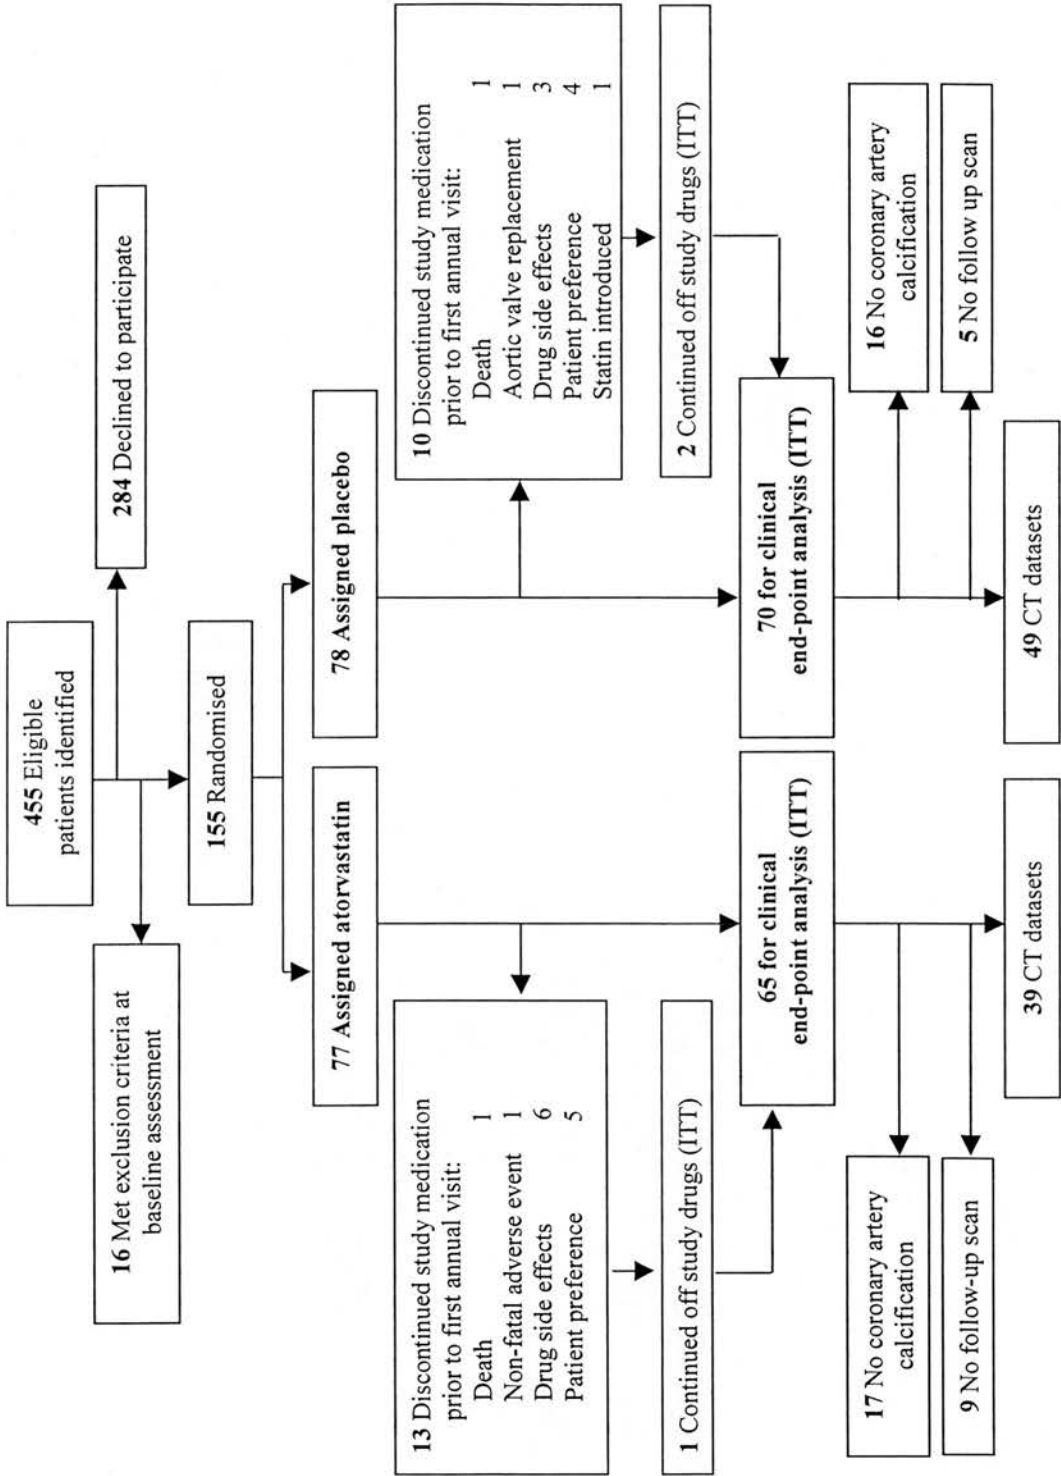 455 Eligible
patients identified
284 Declined to participate
16 Met exclusion criteria at
baseline assessment
155 Randomised
77 Assigned atorvastatin
78 Assigned placebo
13 Discontinued study medication
prior to first annual visit:
Death 1
Non-fatal adverse event 1
Drug side effects 6
Patient preference 5
10 Discontinued study medication
prior to first annual visit:
Death 1
Aortic valve replacement 1
Drug side effects 3
Patient preference 4
Statin introduced 1
1 Continued off study drugs (ITT)
2 Continued off study drugs (ITT)
65 for clinical
end-point analysis (ITT)
70 for clinical
end-point analysis (ITT)
17 No coronary artery
calcification
9 No follow-up scan
16 No coronary artery
calcification
5 No follow up scan
39 CT datasets
49 CT datasets